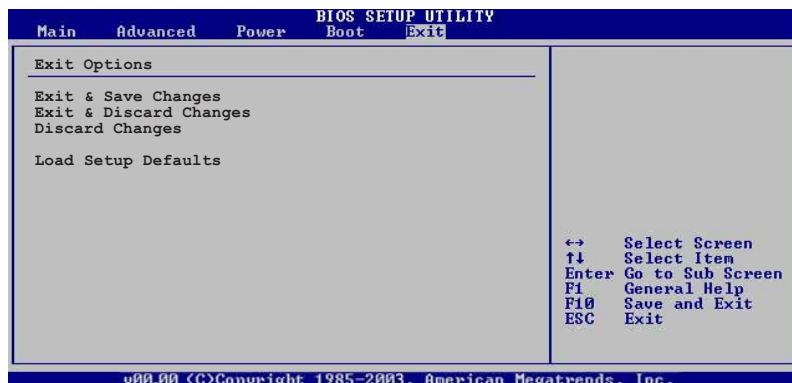 BIOS SETUP UTILITY
Main Advanced Power Boot Exit
Exit Options
Exit & Save Changes
Exit & Discard Changes
Discard Changes
Load Setup Defaults
←→ Select Screen
↑↓ Select Item
Enter Go to Sub Screen
F1 General Help
F10 Save and Exit
ESC Exit
v00.00 (C)Copyright 1985-2003, American Megatrends, Inc.